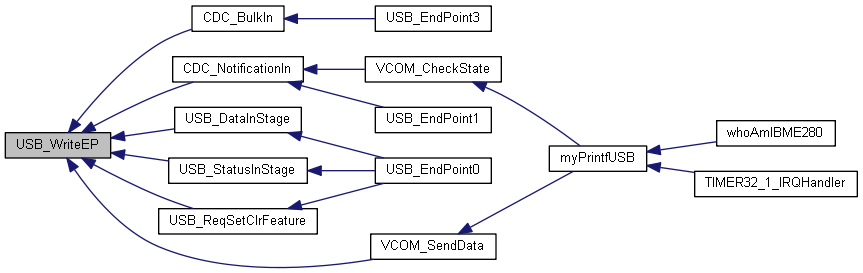 CDC_BulkIn
USB_EndPoint3
CDC_NotificationIn
VCOM_CheckState
USB_DataInStage
USB_EndPoint1
whoAmIBME280
USB_WriteEP
myPrintfUSB
USB_StatusInStage
USB_EndPoint0
TIMER32_1_IRQHandler
USB_ReqSetClrFeature
VCOM_SendData